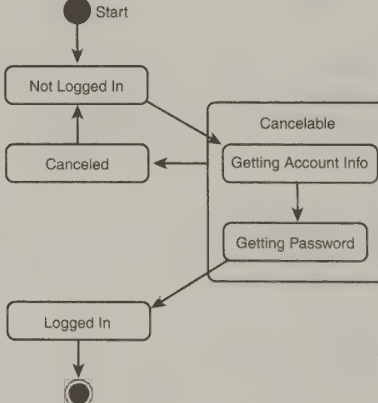 Start
Not Logged In
Cancelable
Canceled
Getting Account Info
Getting Password
Logged In